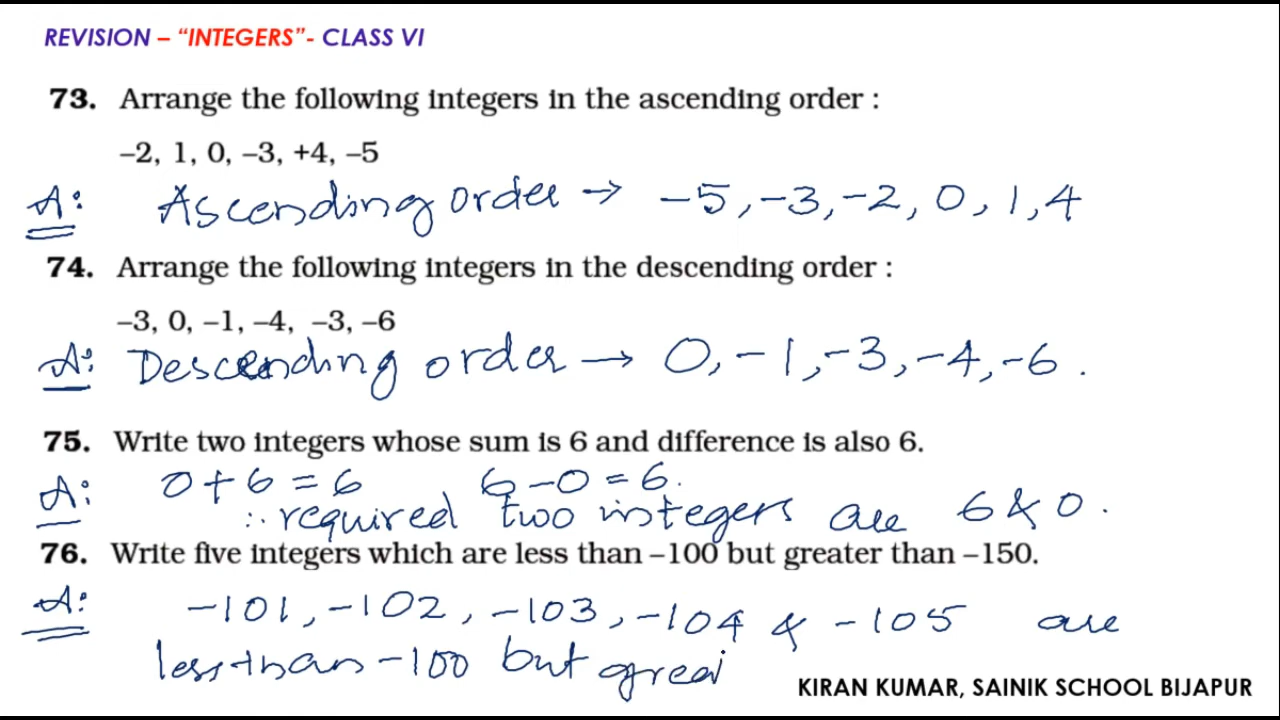 REVISION – “INTEGERS”- CLASS VI
73. Arrange the following integers in the ascending order :
–2, 1, 0, –3, +4, –5
A: Ascending order → -5, -3, -2, 0, 1, 4
74. Arrange the following integers in the descending order :
–3, 0, –1, –4, –3, –6
A: Descending order → 0, -1, -3, -4, -6.
75. Write two integers whose sum is 6 and difference is also 6.
A: 0+6=6 6-0=6.
∴ required two integers are 6 & 0.
76. Write five integers which are less than –100 but greater than –150.
A: -101, -102, -103, -104 & -105 are
less than -100 but grea
KIRAN KUMAR, SAINIK SCHOOL BIJAPUR